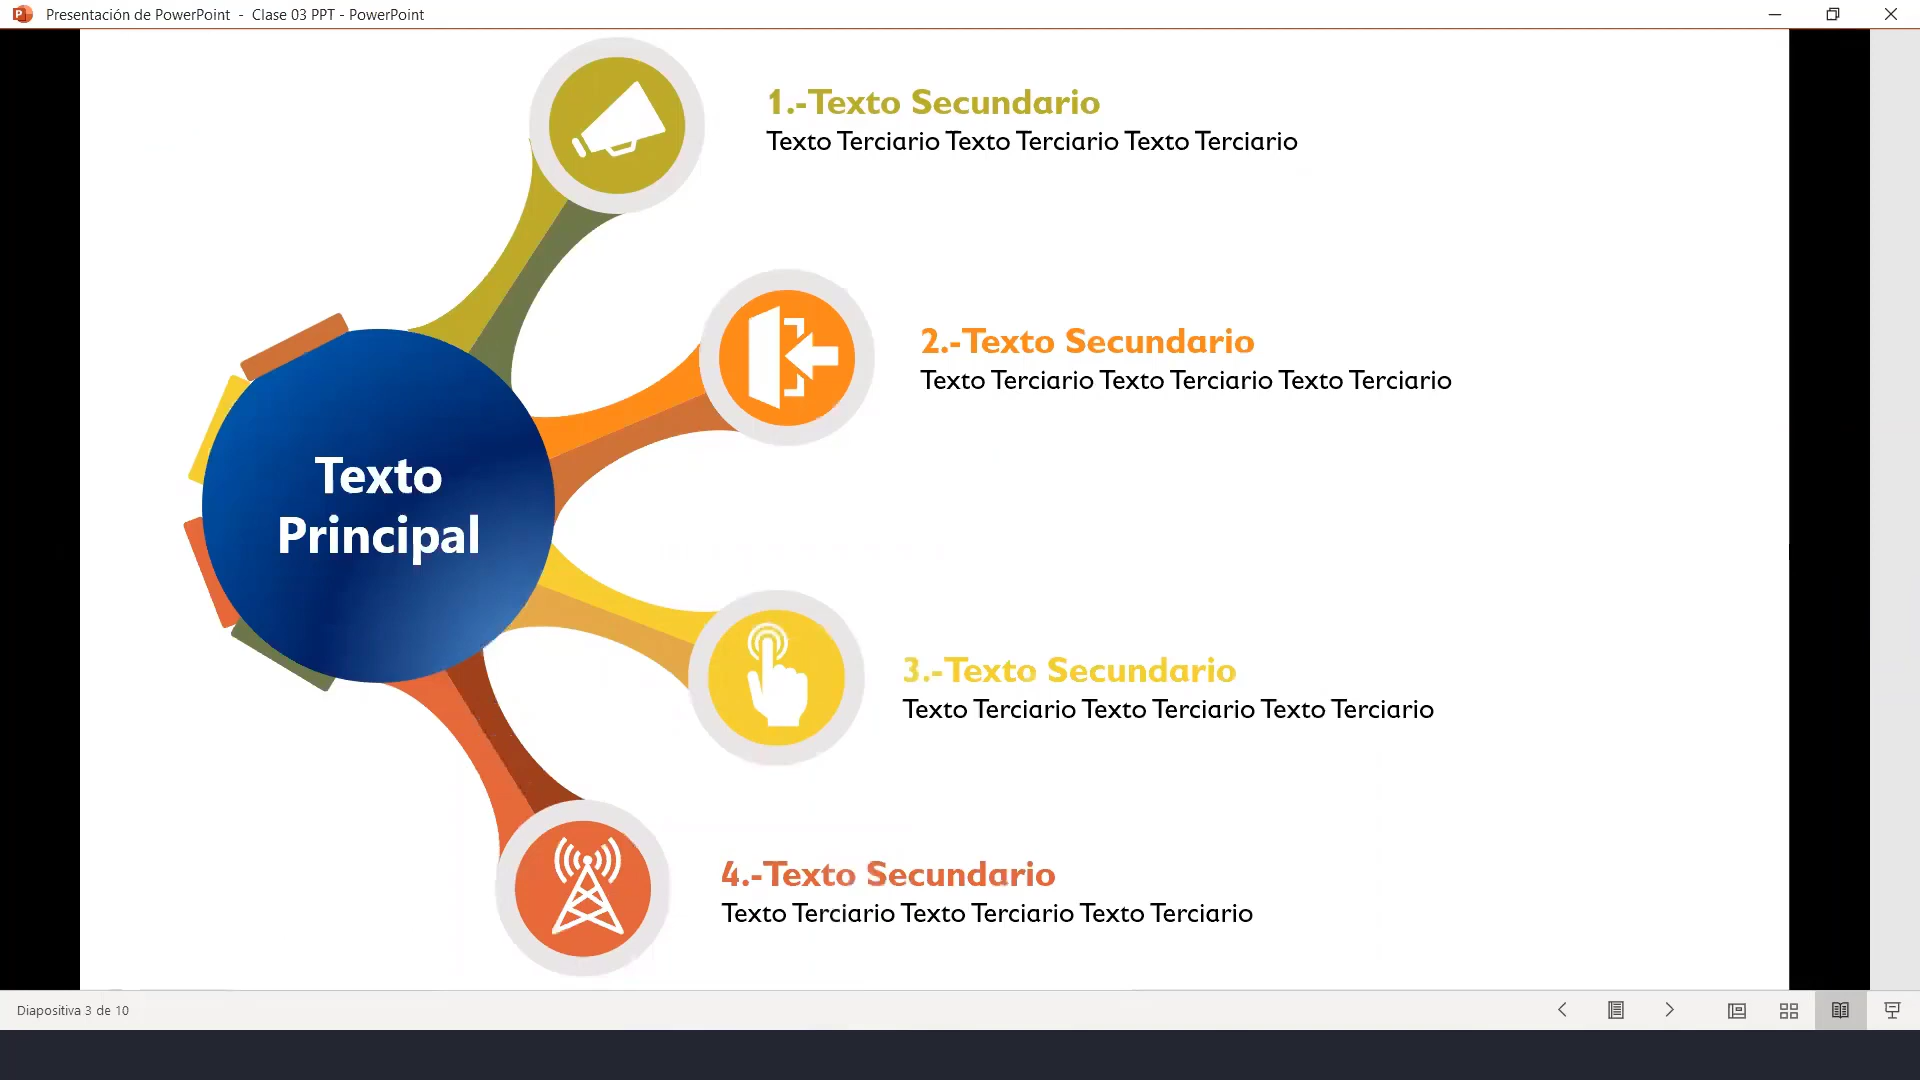 Presentación de PowerPoint - Clase 03 PPT - PowerPoint
1.-Texto Secundario
Texto Terciario Texto Terciario Texto Terciario
2.-Texto Secundario
Texto Terciario Texto Terciario Texto Terciario
Texto
Principal
3.-Texto Secundario
Texto Terciario Texto Terciario Texto Terciario
4.-Texto Secundario
Texto Terciario Texto Terciario Texto Terciario
Diapositiva 3 de 10